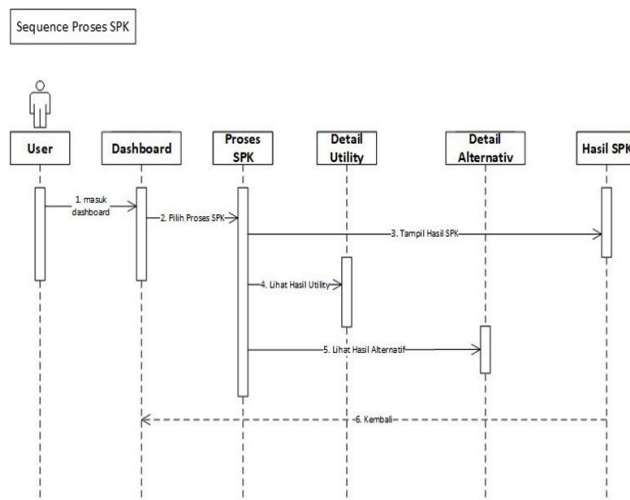 Sequence Proses SPK
User
Dashboard
Proses
SPK
Detail
Utility
Detail
Alternativ
Hasil SPK
1. masuk
dashboard
2. Pilih Proses SPK
3. Tampil Hasil SPK
4. Lihat Hasil Utility
5. Lihat Hasil Alternatif
6. Kembali